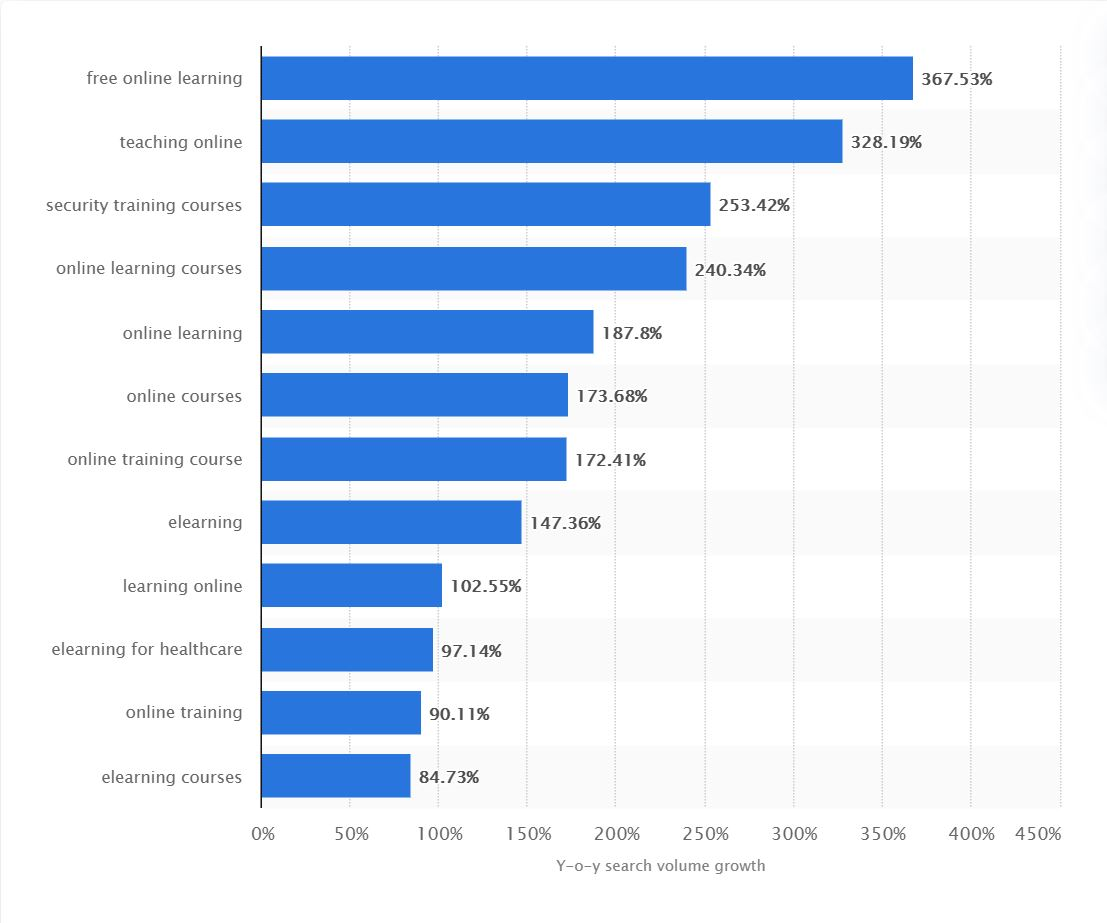 free online learning 367.53%
teaching online 328.19%
security training courses 253.42%
online learning courses 240.34%
online learning 187.8%
online courses 173.68%
online training course 172.41%
elearning 147.36%
learning online 102.55%
elearning for healthcare 97.14%
online training 90.11%
elearning courses 84.73%
0% 50% 100% 150% 200% 250% 300% 350% 400% 450%
Y-o-y search volume growth